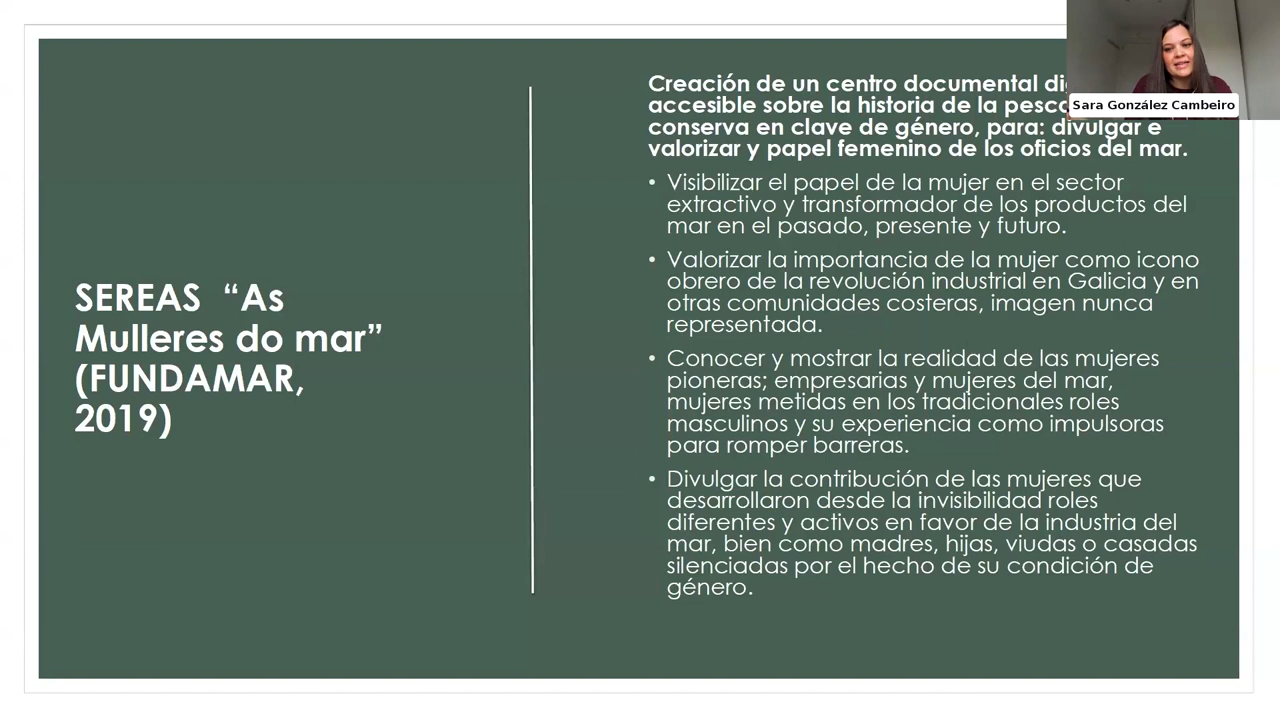 SEREAS “As
Mulleres do mar”
(FUNDAMAR,
2019)
Creación de un centro documental
accesible sobre la historia de la
conserva en clave de género, para: divulgar e
valorizar y papel femenino de los oficios del mar.
• Visibilizar el papel de la mujer en el sector
extractivo y transformador de los productos del
mar en el pasado, presente y futuro.
• Valorizar la importancia de la mujer como icono
obrero de la revolución industrial en Galicia y en
otras comunidades costeras, imagen nunca
representada.
• Conocer y mostrar la realidad de las mujeres
pioneras; empresarias y mujeres del mar,
mujeres metidas en los tradicionales roles
masculinos y su experiencia como impulsoras
para romper barreras.
• Divulgar la contribución de las mujeres que
desarrollaron desde la invisibilidad roles
diferentes y activos en favor de la industria del
mar, bien como madres, hijas, viudas o casadas
silenciadas por el hecho de su condición de
género.
Sara González Cambeiro